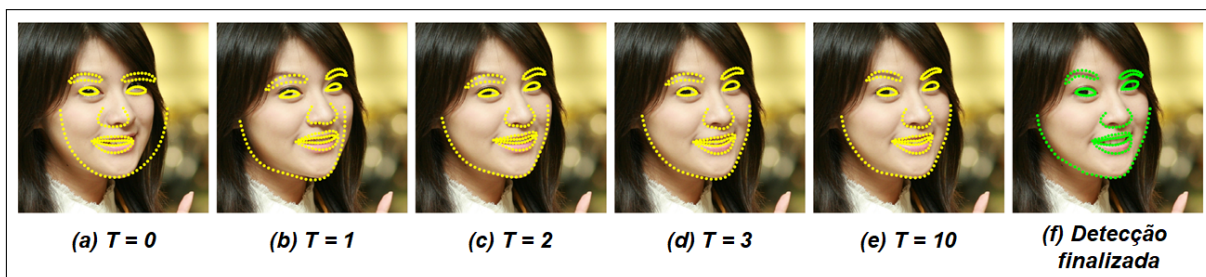 (a) T = 0
(b) T = 1
(c) T = 2
(d) T = 3
(e) T = 10
(f) Detecção
finalizada